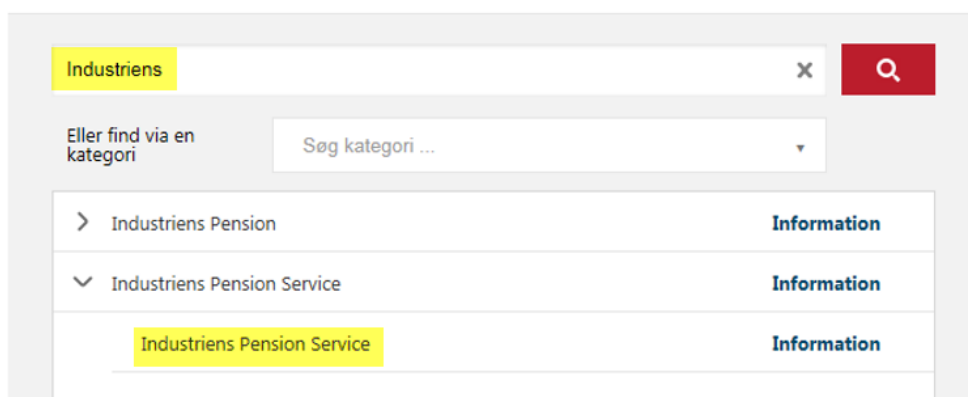 Industriens
Eller find via en
kategori
Søg kategori ...
Industriens Pension Information
Industriens Pension Service Information
Industriens Pension Service Information